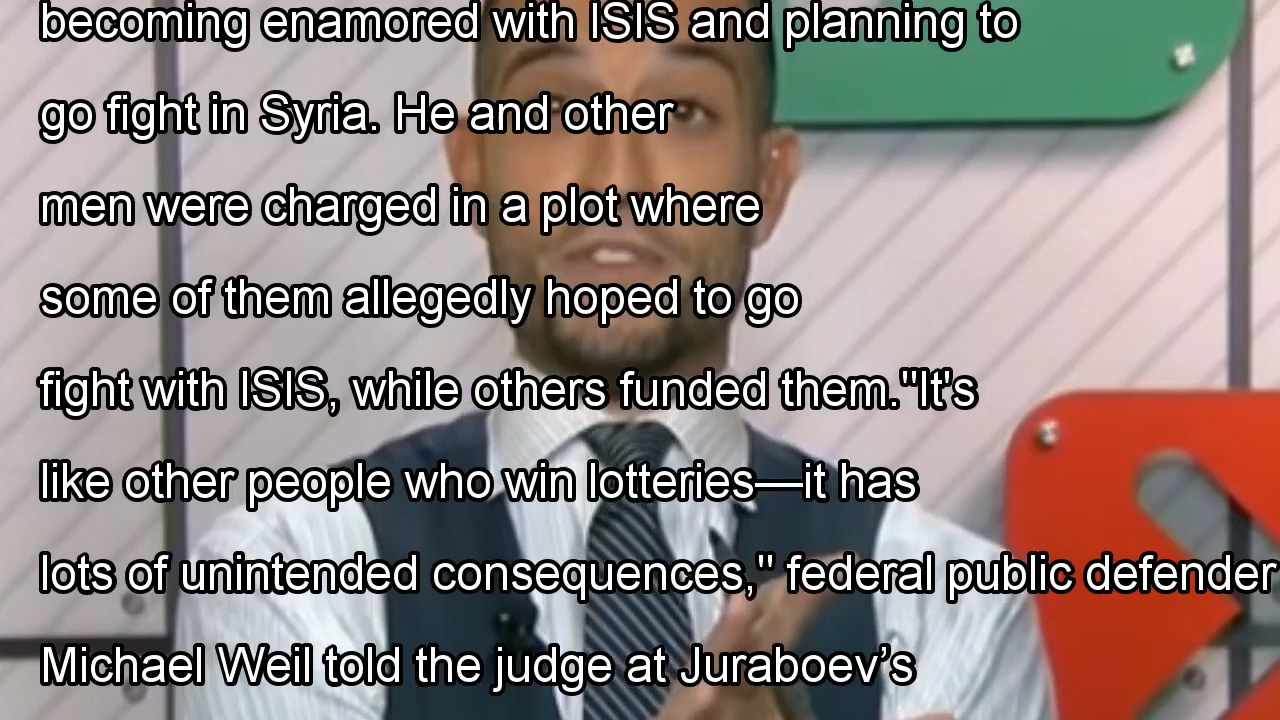 becoming enamored with ISIS and planning to
go fight in Syria. He and other
men were charged in a plot where
some of them allegedly hoped to go
fight with ISIS, while others funded them."It's
like other people who win lotteries—it has
lots of unintended consequences," federal public defender
Michael Weil told the judge at Juraboev’s